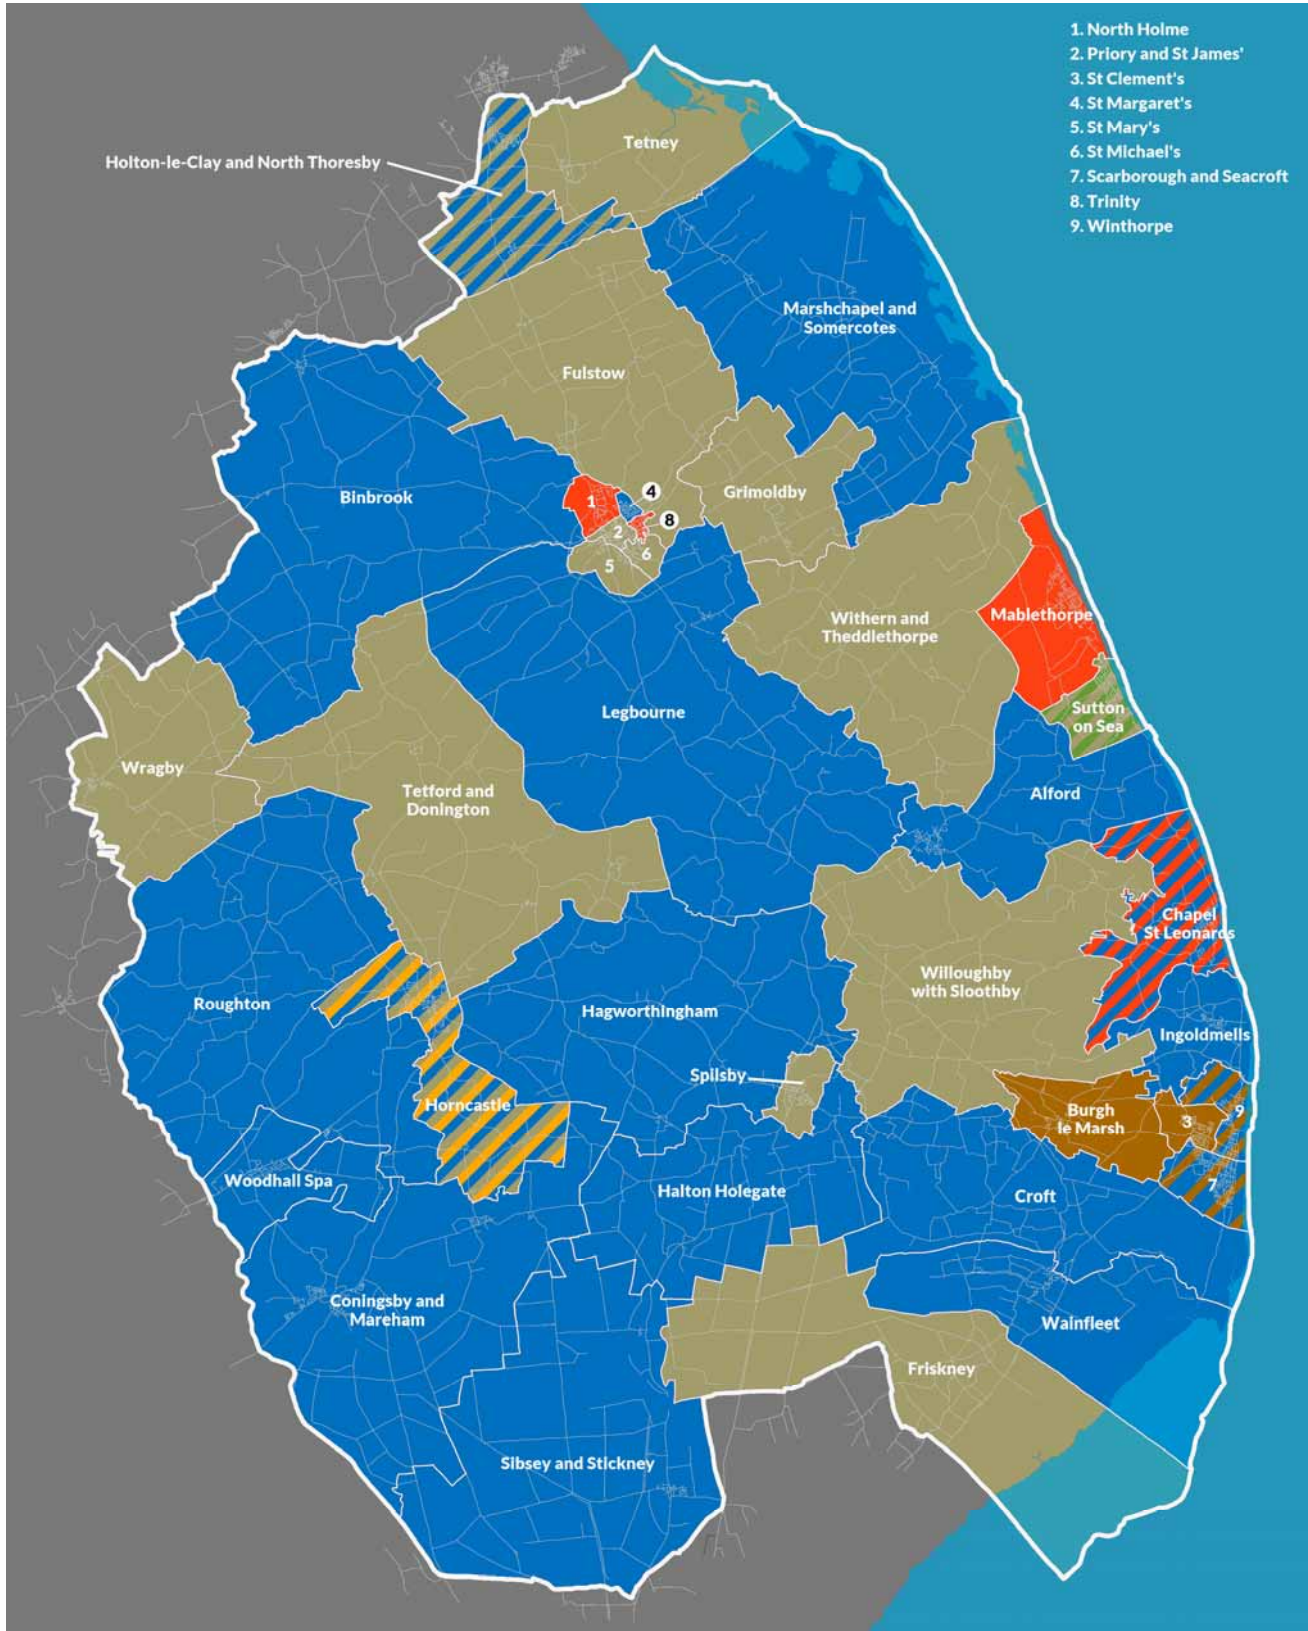 1. North Holme
2. Priory and St James'
3. St Clement's
4. St Margaret's
5. St Mary's
6. St Michael's
7. Scarborough and Seacroft
8. Trinity
9. Winthorpe
Tetney
Holton-le-Clay and North Thoresby
Marshchapel and
Somercotes
Fulstow
Binbrook
Grimoldby
1
4
8
2
6
5
Withern and
Theddlethorpe
Mablethorpe
Legbourne
Sutton
on Sea
Wragby
Tetford and
Donington
Alford
Chapel
St Leonards
Willoughby
with Sloothby
Roughton
Hagworthingham
Ingoldmells
Spilsby
Horncastle
Burgh
le Marsh
9
3
7
Woodhall Spa
Halton Holegate
Croft
Coningsby and
Mareham
Wainfleet
Friskney
Sibsey and Stickney